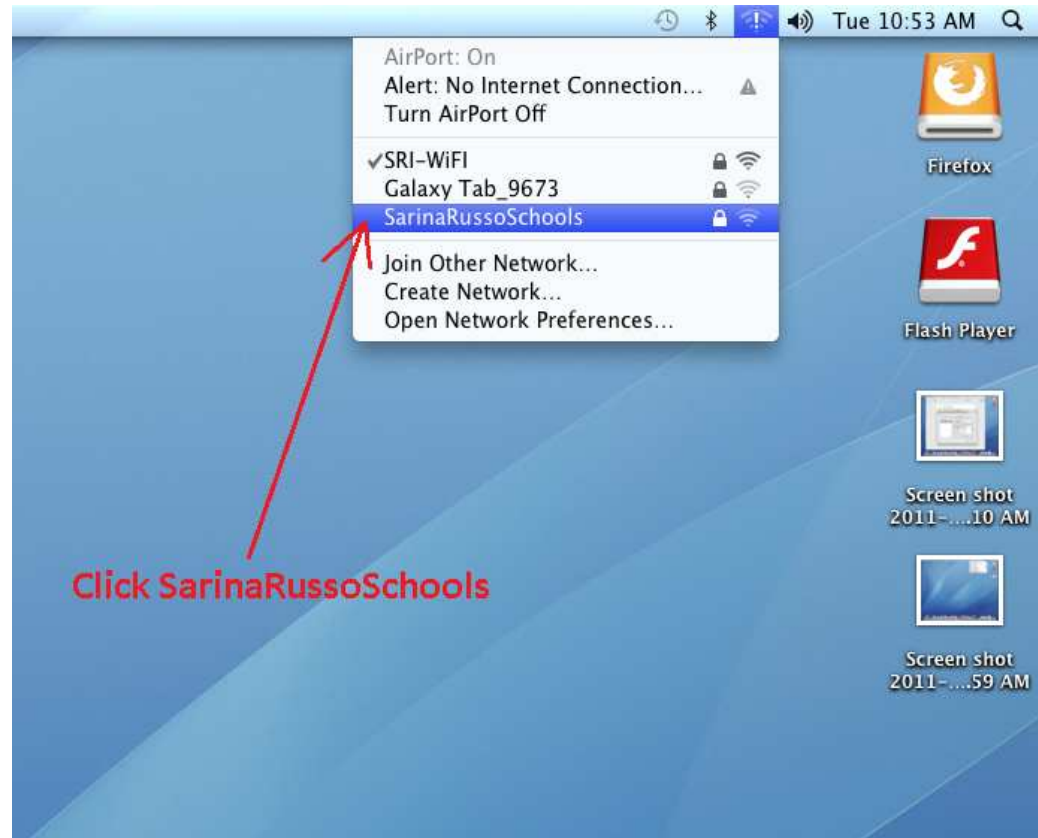 Tue 10:53 AM
AirPort: On
Alert: No Internet Connection...
Turn AirPort Off
✓SRI-WiFI
Galaxy Tab_9673
SarinaRussoSchools
Join Other Network...
Create Network...
Open Network Preferences...
Click SarinaRussoSchools
Firefox
Flash Player
Screen shot
2011-....10 AM
Screen shot
2011-....59 AM